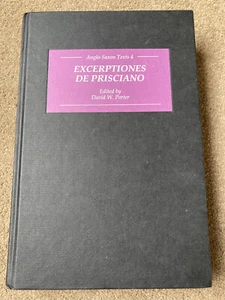 Anglo-Saxon Texts 4
EXCERPTIONES
DE PRISCIANO
Edited by
David W. Porter